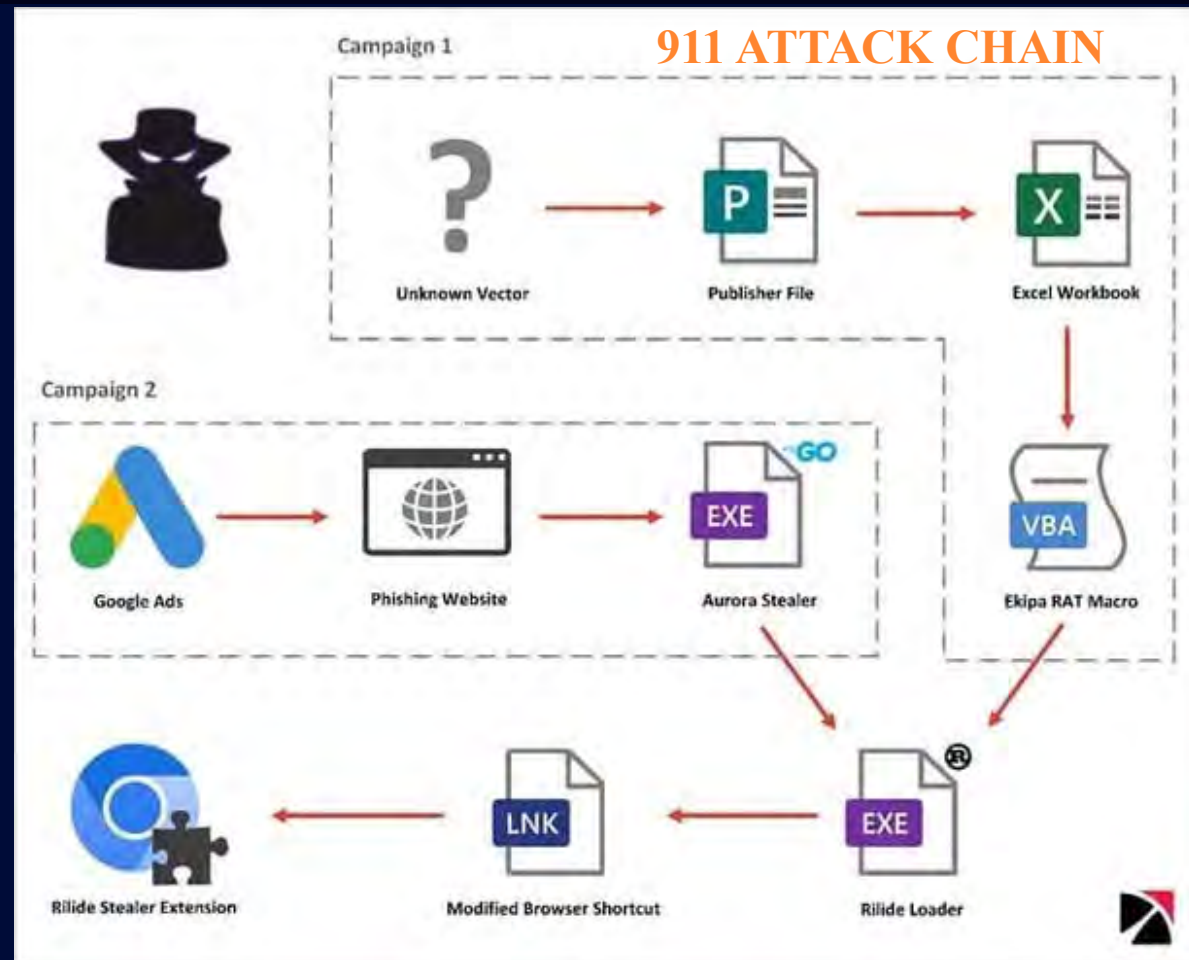 Campaign 1
911 ATTACK CHAIN
Unknown Vector
P
Publisher File
X
Excel Workbook
Campaign 2
Google Ads
Phishing Website
GO
EXE
Aurora Stealer
VBA
Ekipa RAT Macro
Rilide Stealer Extension
LNK
Modified Browser Shortcut
®
EXE
Rilide Loader